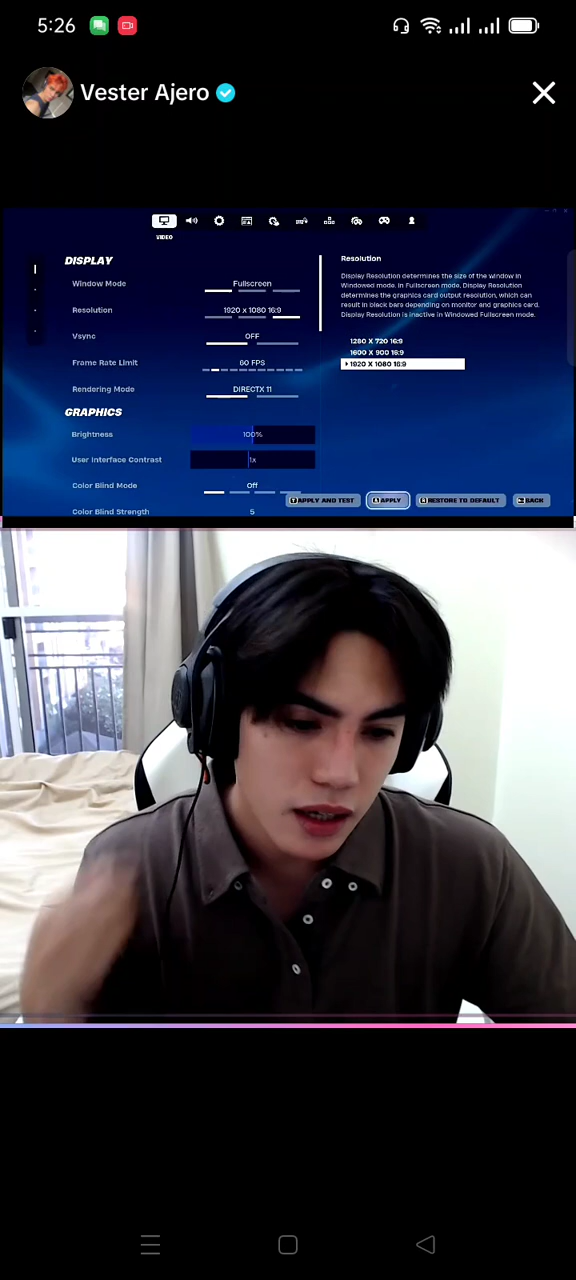 5:26
Vester Ajero
VIDEO
DISPLAY
Window Mode
Fullscreen
Resolution
1920 x 1080 16:9
Vsync
OFF
Frame Rate Limit
60 FPS
Rendering Mode
DIRECTX 11
GRAPHICS
Brightness
100%
User Interface Contrast
1x
Color Blind Mode
Off
Color Blind Strength
5
Resolution
Display Resolution determines the size of the window in
Windowed mode. In Fullscreen mode, Display Resolution
determines the graphics card output resolution, which can
result in black bars depending on monitor and graphics card.
Display Resolution is inactive in Windowed Fullscreen mode.
1280 X 720 16:9
1600 X 900 16:9
1920 X 1080 16:9
APPLY AND TEST
A APPLY
RESTORE TO DEFAULT
BACK